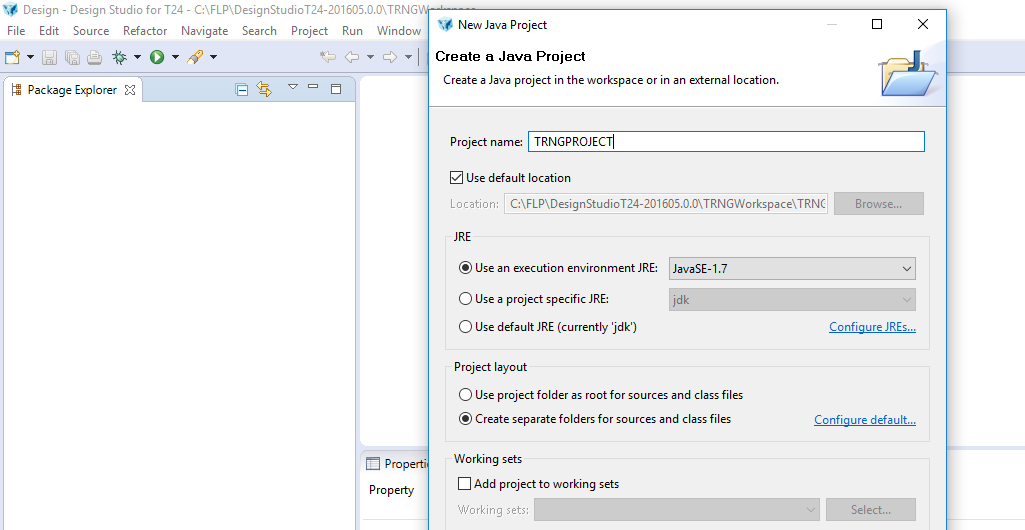 Design - Design Studio for T24 - C:\FLP\DesignStudioT24-201605.0.0\TRNGWorkspace
File Edit Source Refactor Navigate Search Project Run Window
Package Explorer
New Java Project
Create a Java Project
Create a Java project in the workspace or in an external location.
Project name: TRNGPROJECT
Use default location
Location: C:\FLP\DesignStudioT24-201605.0.0\TRNGWorkspace\TRNG
Browse...
JRE
Use an execution environment JRE: JavaSE-1.7
Use a project specific JRE: jdk
Use default JRE (currently 'jdk') Configure JREs...
Project layout
Use project folder as root for sources and class files
Create separate folders for sources and class files Configure default...
Working sets
Add project to working sets
Working sets: Select...
Properti
Property